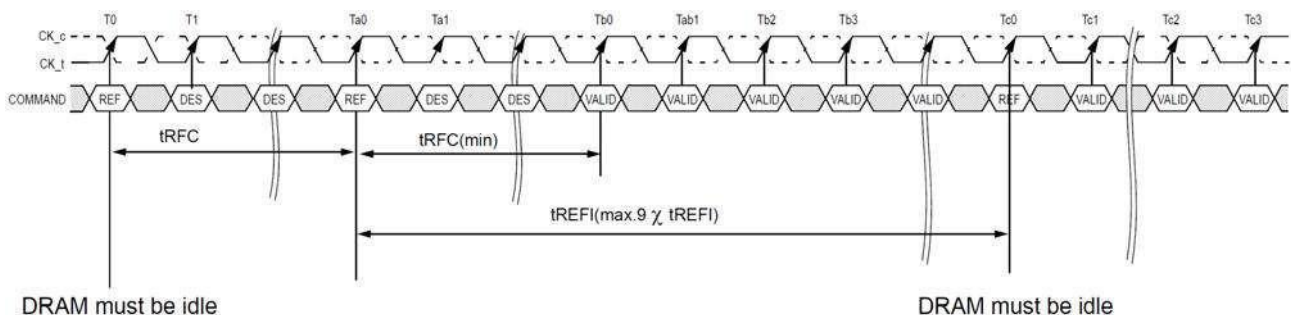 T0 T1 Ta0 Ta1 Tb0 Tab1 Tb2 Tb3 Tc0 Tc1 Tc2 Tc3
CK_c
CK_t
COMMAND REF DES DES REF DES DES VALID VALID VALID VALID VALID REF VALID VALID VALID
tRFC tRFC(min)
tREFI(max.9 χ tREFI)
DRAM must be idle DRAM must be idle